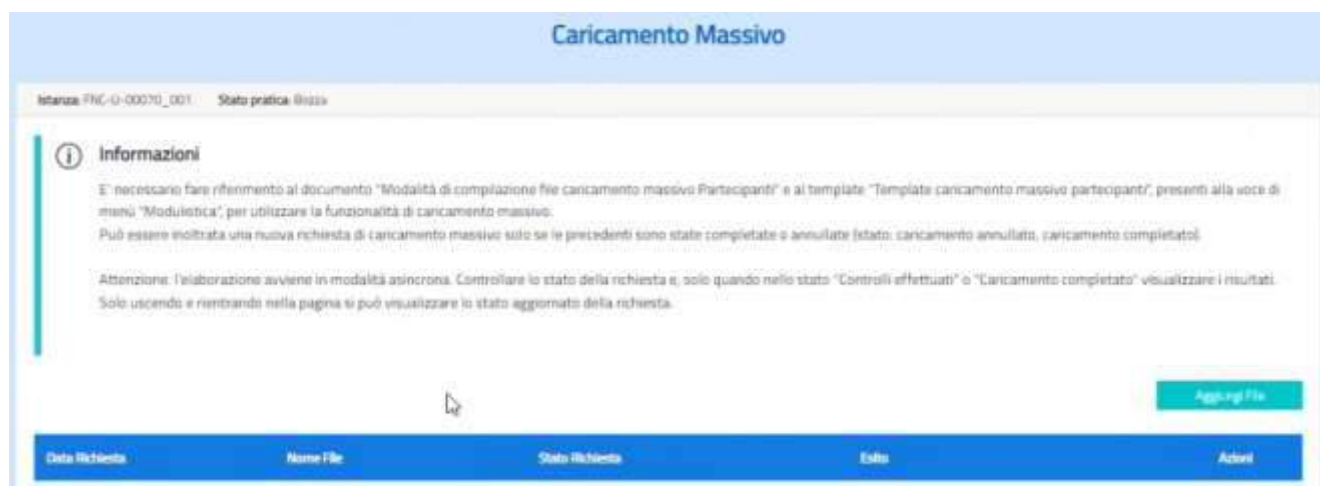 Caricamento Massivo
Istanza: FNC-U-00070_001 Stato pratica: Bozza
Informazioni
E' necessario fare riferimento al documento "Modalità di compilazione file caricamento massivo Partecipanti" e al template "Template caricamento massivo partecipanti", presenti alla voce di
menù "Modulistica", per utilizzare la funzionalità di caricamento massivo.
Può essere inoltrata una nuova richiesta di caricamento massivo solo se le precedenti sono state completate o annullate (stato: caricamento annullato, caricamento completato).
Attenzione: l'elaborazione avviene in modalità asincrona. Controllare lo stato della richiesta e, solo quando nello stato "Controlli effettuati" o "Caricamento completato" visualizzare i risultati.
Solo uscendo e rientrando nella pagina si può visualizzare lo stato aggiornato della richiesta.
Aggiungi File
Data Richiesta Nome File Stato Richiesta Esito Azioni